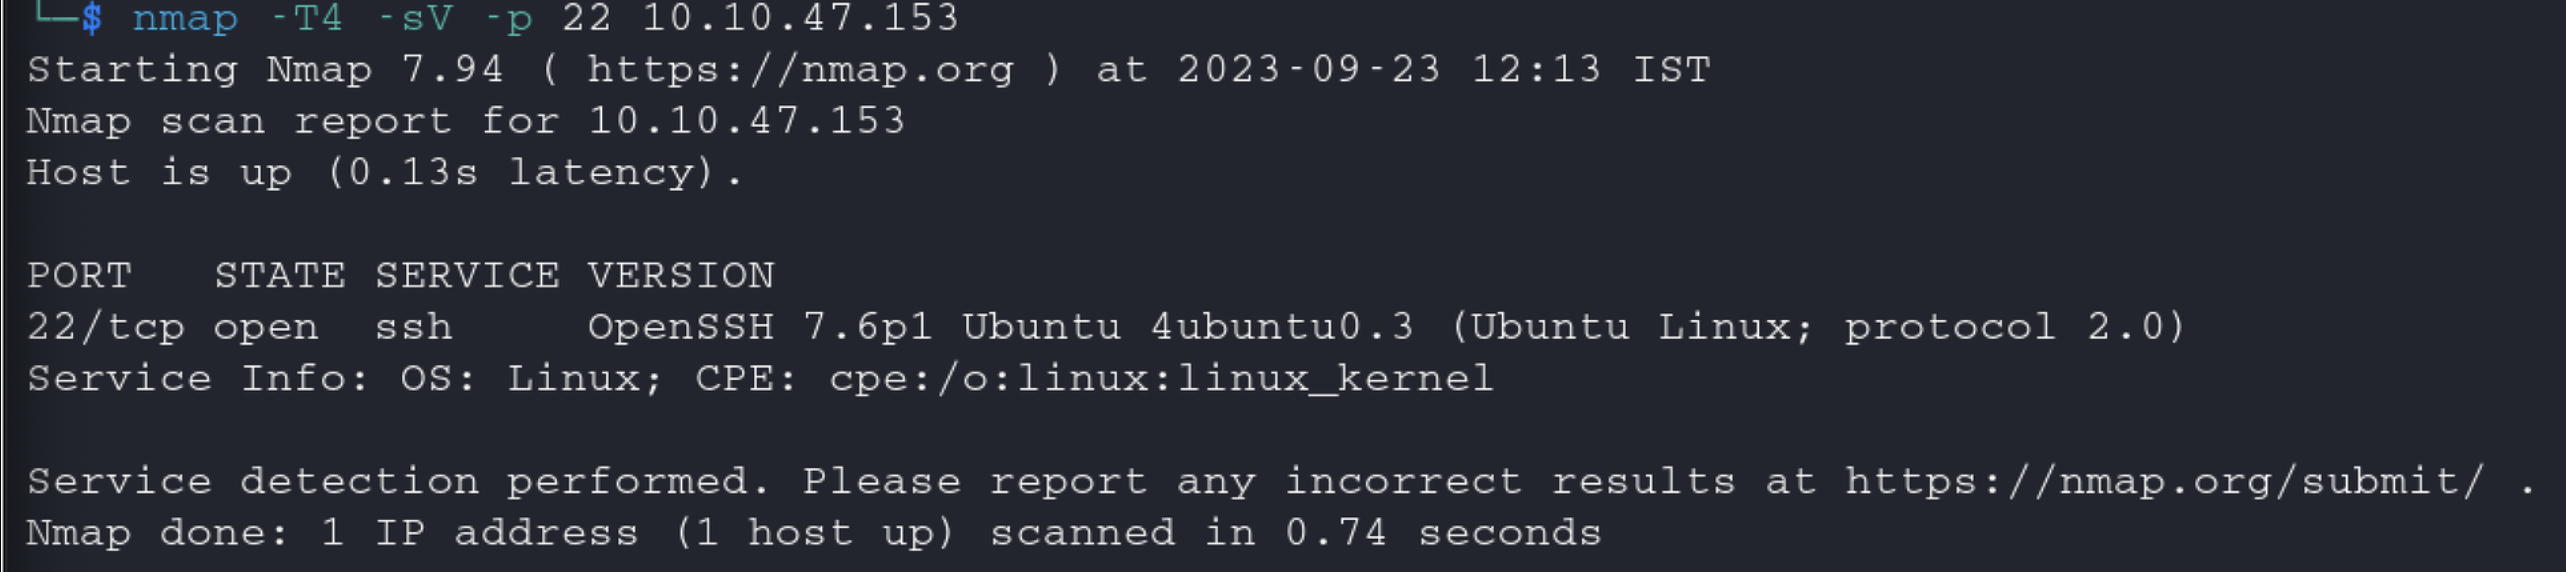 └─$ nmap -T4 -sV -p 22 10.10.47.153
Starting Nmap 7.94 ( https://nmap.org ) at 2023-09-23 12:13 IST
Nmap scan report for 10.10.47.153
Host is up (0.13s latency).
PORT   STATE SERVICE VERSION
22/tcp open  ssh     OpenSSH 7.6p1 Ubuntu 4ubuntu0.3 (Ubuntu Linux; protocol 2.0)
Service Info: OS: Linux; CPE: cpe:/o:linux:linux_kernel
Service detection performed. Please report any incorrect results at https://nmap.org/submit/ .
Nmap done: 1 IP address (1 host up) scanned in 0.74 seconds